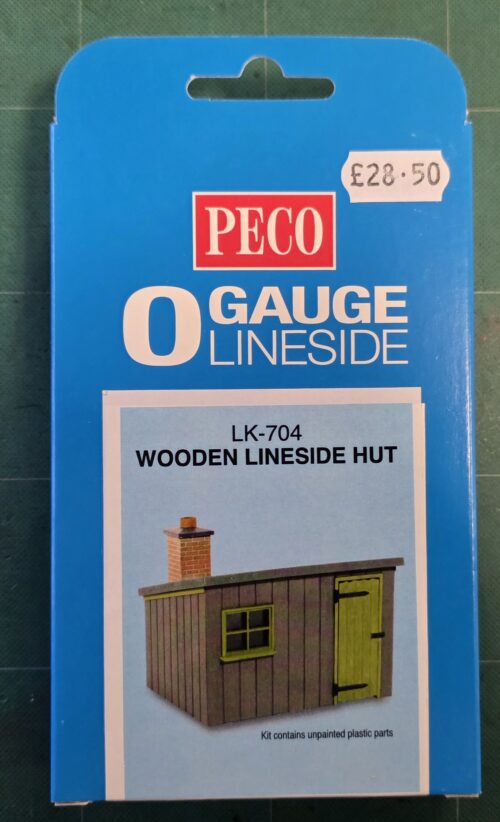 £28.50
PECO
O GAUGE
LINESIDE
LK-704
WOODEN LINESIDE HUT
Kit contains unpainted plastic parts